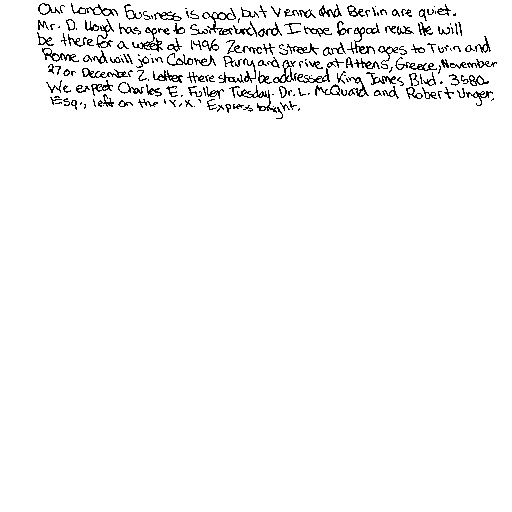 Our London Business is good, but Vienna and Berlin are quiet.
Mr. D. Lloyd has gone to Switzerland and I hope for good news. He will
be there for a week at 1496 Zermott Street and then goes to Turin and
Rome and will join Colonel Parry and arrive at Athens, Greece, November
27 or December 2. Letter there should be addressed King James Blvd. 3580.
We expect Charles E. Fuller Tuesday. Dr. L. McQuaid and Robert Unger,
Esq., left on the 'Y.X.' Express tonight.